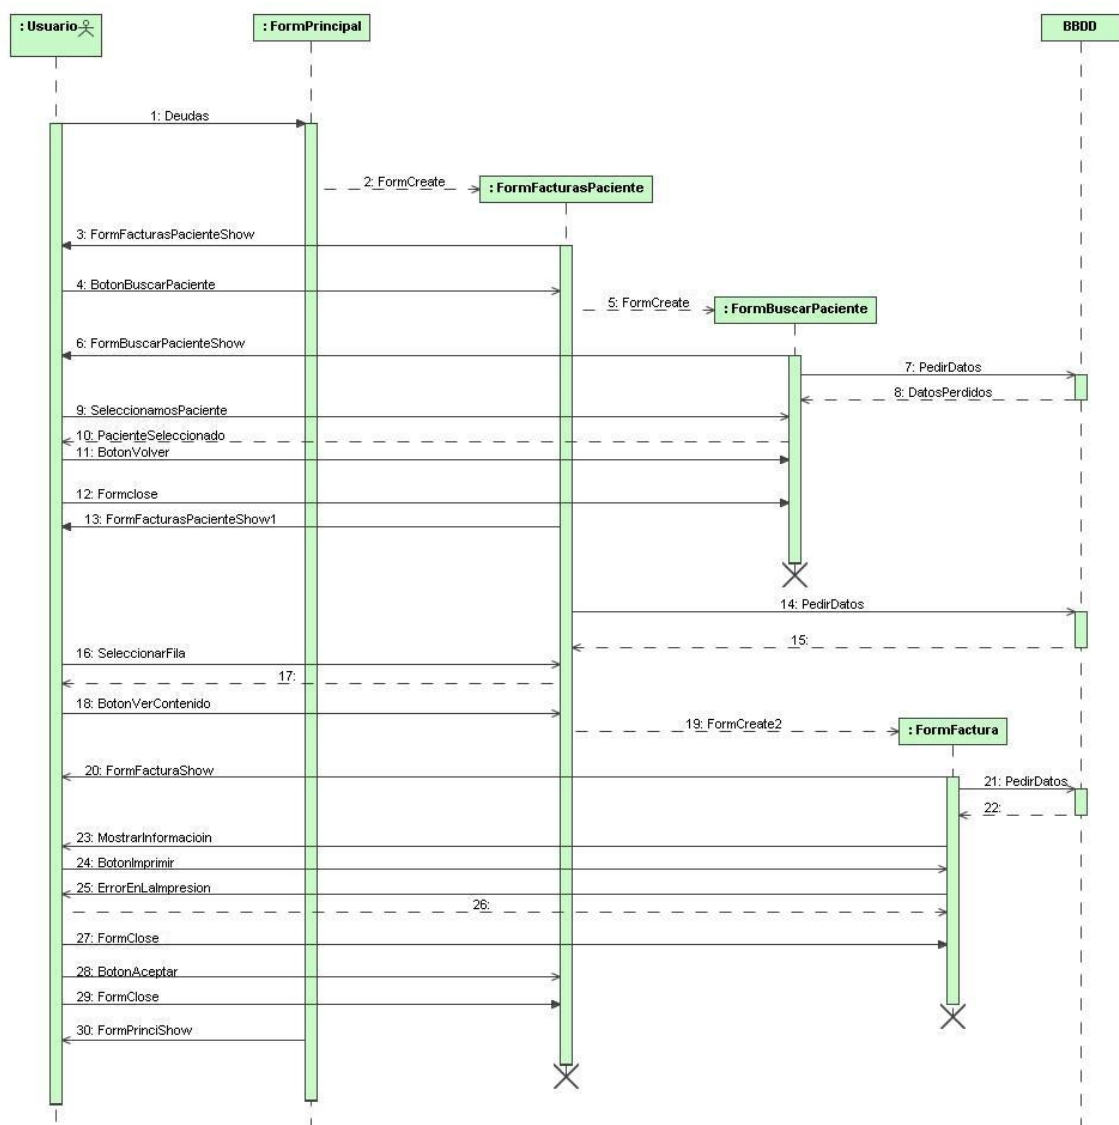 : Usuario
: FormPrincipal
BBDD
1: Deudas
2: FormCreate
: FormFacturasPaciente
3: FormFacturasPacienteShow
4: BotonBuscarPaciente
5: FormCreate
: FormBuscarPaciente
6: FormBuscarPacienteShow
7: PedirDatos
8: DatosPerdidos
9: SeleccionamosPaciente
10: PacienteSeleccionado
11: BotonVolver
12: Formclose
13: FormFacturasPacienteShow1
14: PedirDatos
15:
16: SeleccionarFila
17:
18: BotonVerContenido
19: FormCreate2
: FormFactura
20: FormFacturaShow
21: PedirDatos
22:
23: MostrarInformacioin
24: BotonImprimir
25: ErrorEnLaImpresion
26:
27: FormClose
28: BotonAceptar
29: FormClose
30: FormPrinciShow